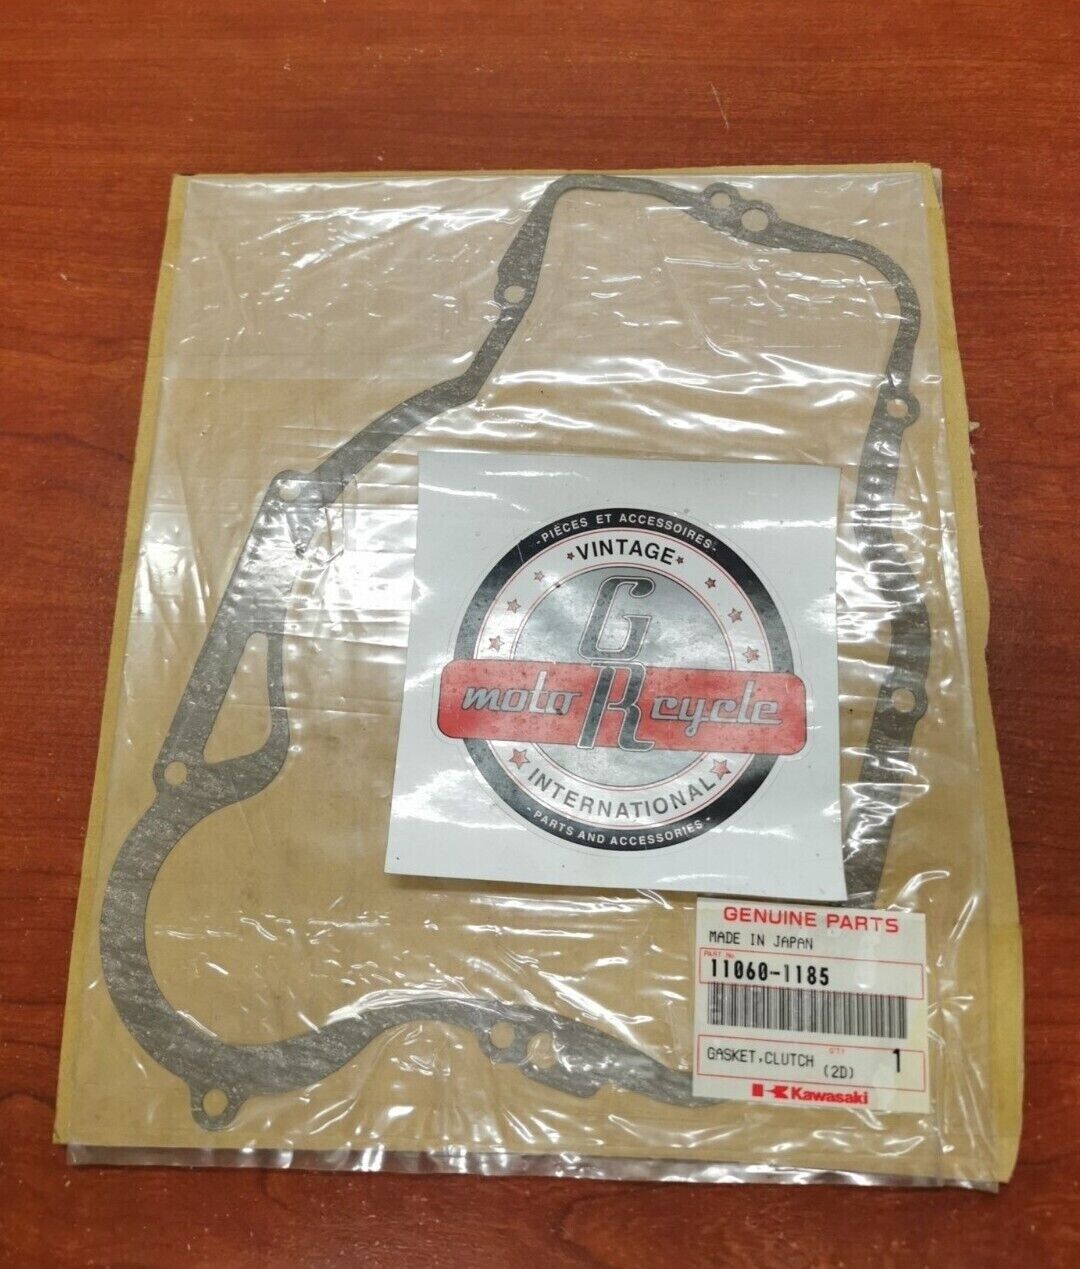 -PIÈCES ET ACCESSOIRES-
VINTAGE
G
moto R cycle
INTERNATIONAL
- PARTS AND ACCESSORIES -
GENUINE PARTS
MADE IN JAPAN
PART No.
11060-1185
GASKET,CLUTCH
(2D)
Q'TY
1
Kawasaki